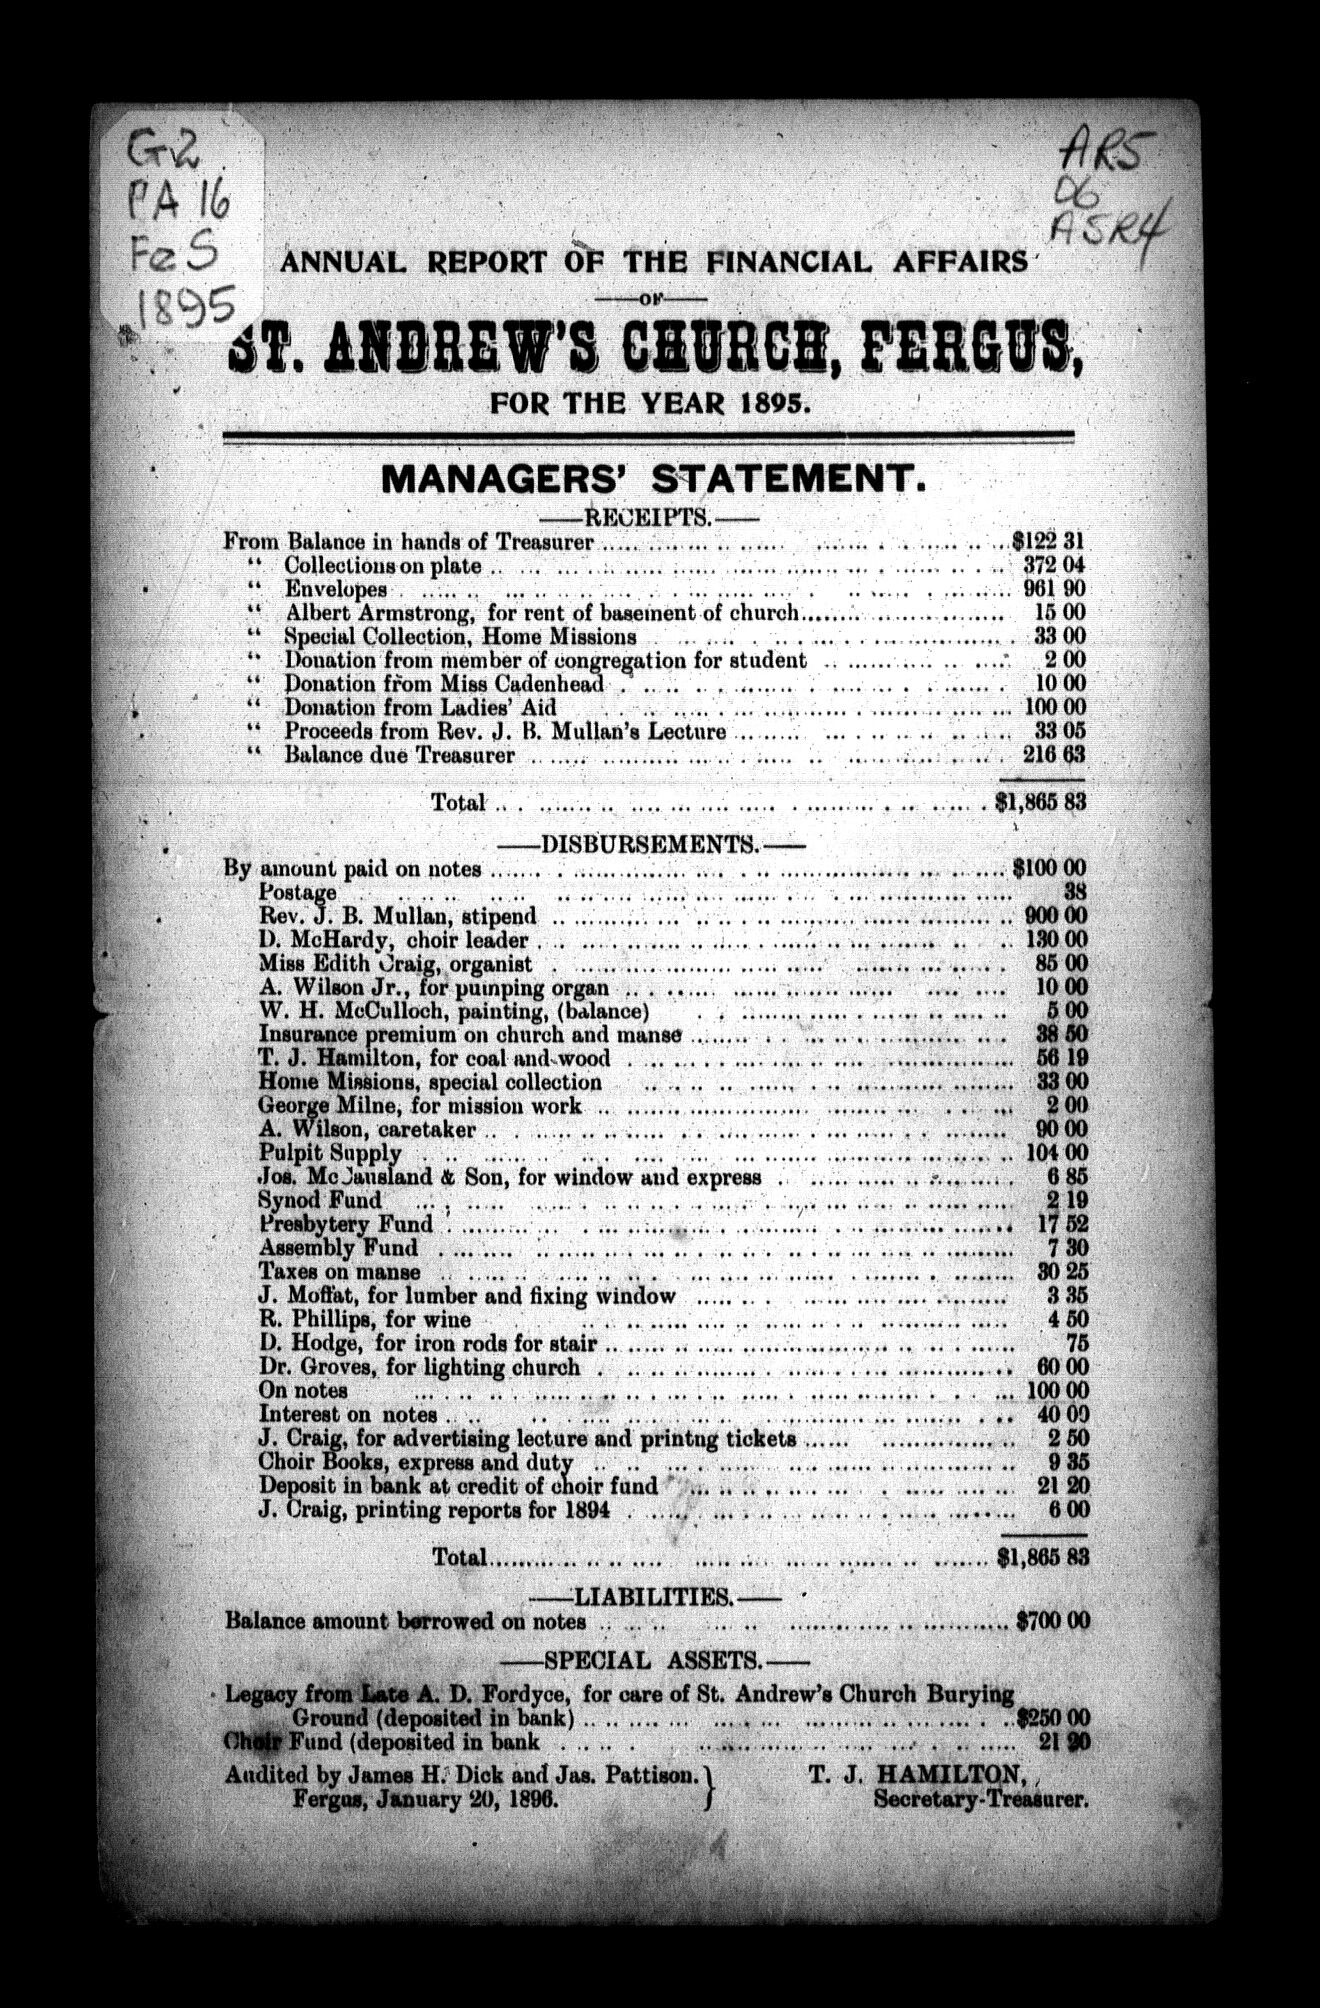 G2
PA 16
FeS
1895
AR5
D6
A5R4
ANNUAL REPORT OF THE FINANCIAL AFFAIRS
—OF—
ST. ANDREW'S CHURCH, FERGUS,
FOR THE YEAR 1895.
MANAGERS' STATEMENT.
—RECEIPTS.—
From Balance in hands of Treasurer $122 31
“ Collections on plate 372 04
“ Envelopes 961 90
“ Albert Armstrong, for rent of basement of church 15 00
“ Special Collection, Home Missions 33 00
“ Donation from member of congregation for student 2 00
“ Donation from Miss Cadenhead 10 00
“ Donation from Ladies' Aid 100 00
“ Proceeds from Rev. J. B. Mullan's Lecture 33 05
“ Balance due Treasurer 216 63
Total $1,865 83
—DISBURSEMENTS.—
By amount paid on notes $100 00
Postage 38
Rev. J. B. Mullan, stipend 900 00
D. McHardy, choir leader 130 00
Miss Edith Craig, organist 85 00
A. Wilson Jr., for pumping organ 10 00
W. H. McCulloch, painting, (balance) 5 00
Insurance premium on church and manse 38 50
T. J. Hamilton, for coal and wood 56 19
Home Missions, special collection 33 00
George Milne, for mission work 2 00
A. Wilson, caretaker 90 00
Pulpit Supply 104 00
Jos. McCausland & Son, for window and express 6 85
Synod Fund 2 19
Presbytery Fund 17 52
Assembly Fund 7 30
Taxes on manse 30 25
J. Moffat, for lumber and fixing window 3 35
R. Phillips, for wine 4 50
D. Hodge, for iron rods for stair 75
Dr. Groves, for lighting church 60 00
On notes 100 00
Interest on notes 40 00
J. Craig, for advertising lecture and printng tickets 2 50
Choir Books, express and duty 9 35
Deposit in bank at credit of choir fund 21 20
J. Craig, printing reports for 1894 6 00
Total $1,865 83
—LIABILITIES.—
Balance amount borrowed on notes $700 00
—SPECIAL ASSETS.—
Legacy from Late A. D. Fordyce, for care of St. Andrew's Church Burying
Ground (deposited in bank) $250 00
Choir Fund (deposited in bank 21 20
Audited by James H. Dick and Jas. Pattison. } T. J. HAMILTON,
Fergus, January 20, 1896. Secretary-Treasurer.